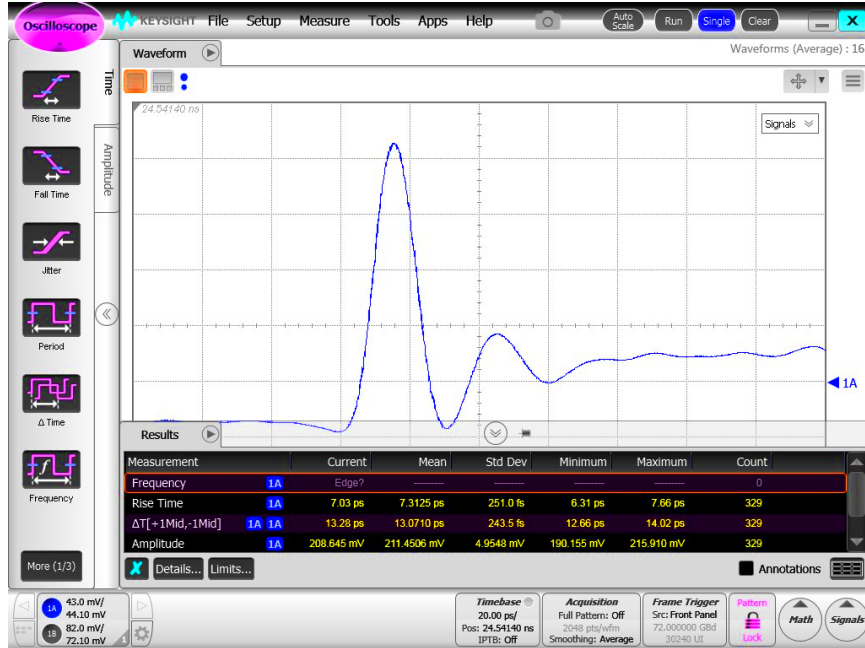 Oscilloscope KEYSIGHT File Setup Measure Tools Apps Help Auto Scale Run Single Clear
Waveform Waveforms (Average) : 16
Time
Amplitude
Rise Time
Fall Time
Jitter
Period
Δ Time
Frequency
More (1/3)
24.54140 ns
Signals
1A
Results
Measurement Current Mean Std Dev Minimum Maximum Count
Frequency 1A Edge? --------- --------- --------- --------- 0
Rise Time 1A 7.03 ps 7.3125 ps 251.0 fs 6.31 ps 7.66 ps 329
ΔT[+1Mid,-1Mid] 1A 1A 13.28 ps 13.0710 ps 243.5 fs 12.66 ps 14.02 ps 329
Amplitude 1A 208.645 mV 211.4506 mV 4.9548 mV 190.155 mV 215.910 mV 329
Details... Limits... Annotations
1A 43.0 mV/
44.10 mV
1B 82.0 mV/
72.10 mV
1
Timebase
20.00 ps/
Pos: 24.54140 ns
IPTB: Off
Acquisition
Full Pattern: Off
2048 pts/wfm
Smoothing: Average
Frame Trigger
Src: Front Panel
72.000000 GBd
30240 UI
Pattern
Lock
Math
Signals